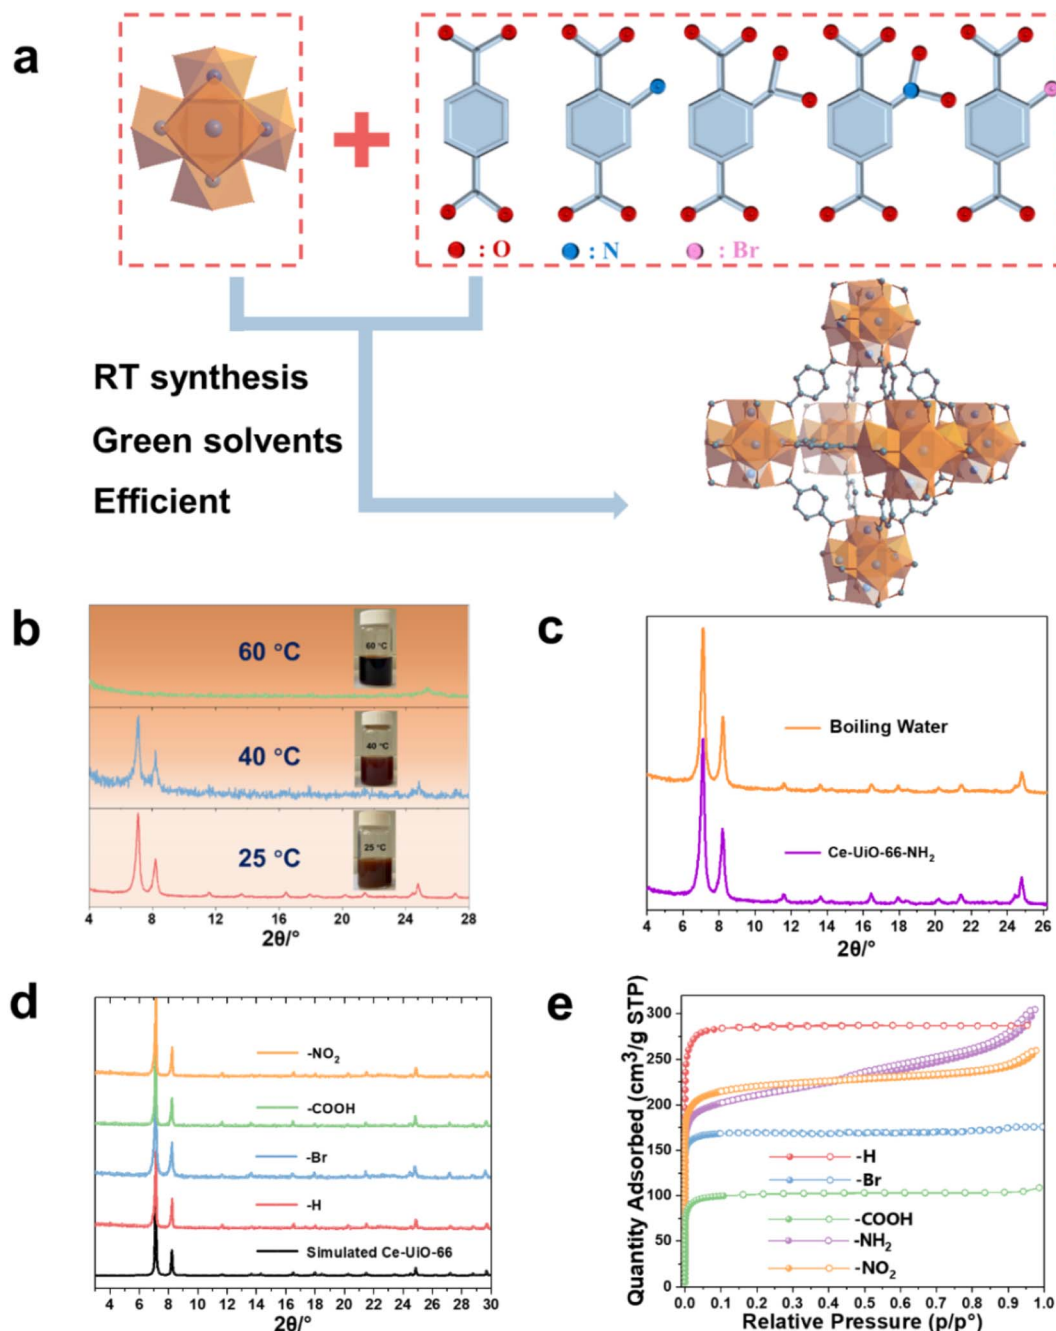 a
: O : N : Br
RT synthesis
Green solvents
Efficient
b
60 °C
60 °C
40 °C
40 °C
25 °C
25 °C
4 8 12 16 20 24 28
2θ/°
c
Boiling Water
Ce-UiO-66-NH₂
4 6 8 10 12 14 16 18 20 22 24 26
2θ/°
d
-NO₂
-COOH
-Br
-H
Simulated Ce-UiO-66
4 6 8 10 12 14 16 18 20 22 24 26 28 30
2θ/°
e
Quantity Adsorbed (cm³/g STP)
300
250
200
150
100
50
0
-H
-Br
-COOH
-NH₂
-NO₂
0.0 0.1 0.2 0.3 0.4 0.5 0.6 0.7 0.8 0.9 1.0
Relative Pressure (p/p°)